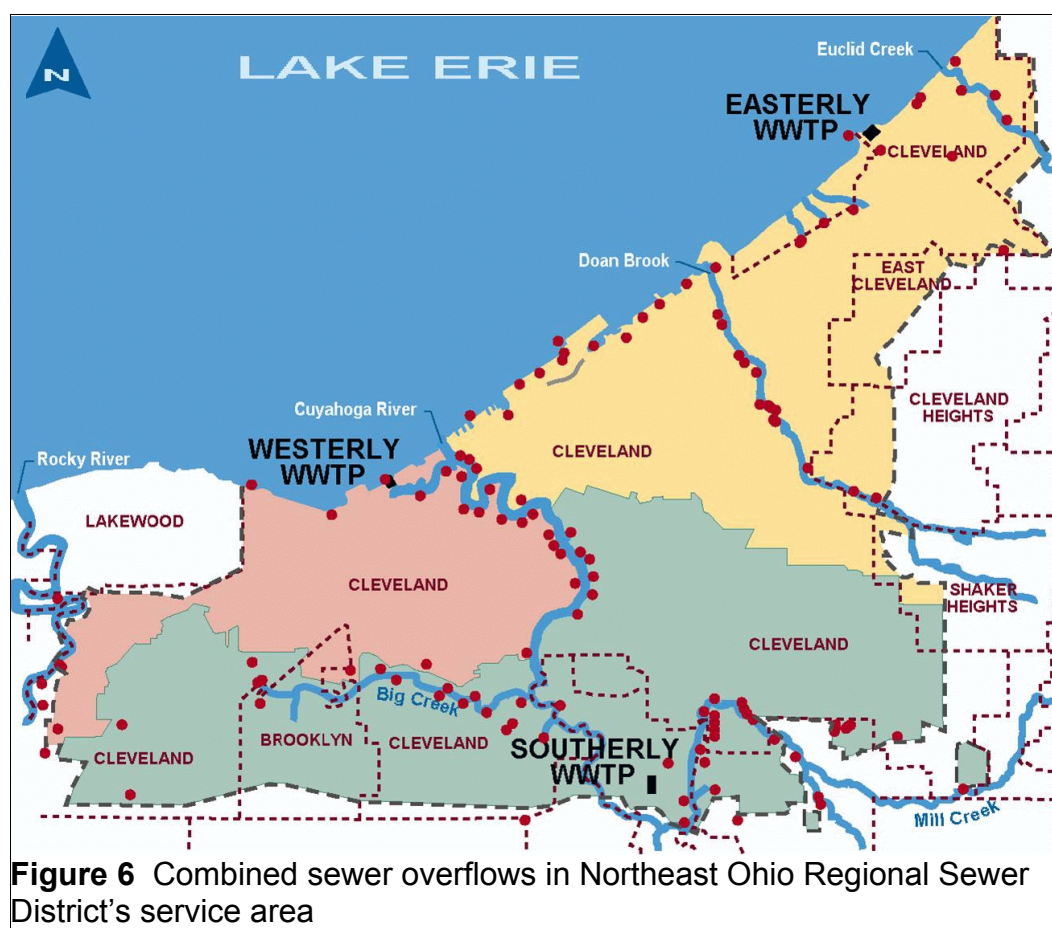 Euclid Creek
N
LAKE ERIE
EASTERLY
WWTP
CLEVELAND
Doan Brook
EAST
CLEVELAND
Cuyahoga River
CLEVELAND
HEIGHTS
WESTERLY
WWTP
CLEVELAND
Rocky River
LAKEWOOD
CLEVELAND
SHAKER
HEIGHTS
CLEVELAND
Big Creek
BROOKLYN
CLEVELAND
SOUTHERLY
WWTP
CLEVELAND
Mill Creek
Figure 6 Combined sewer overflows in Northeast Ohio Regional Sewer
District's service area